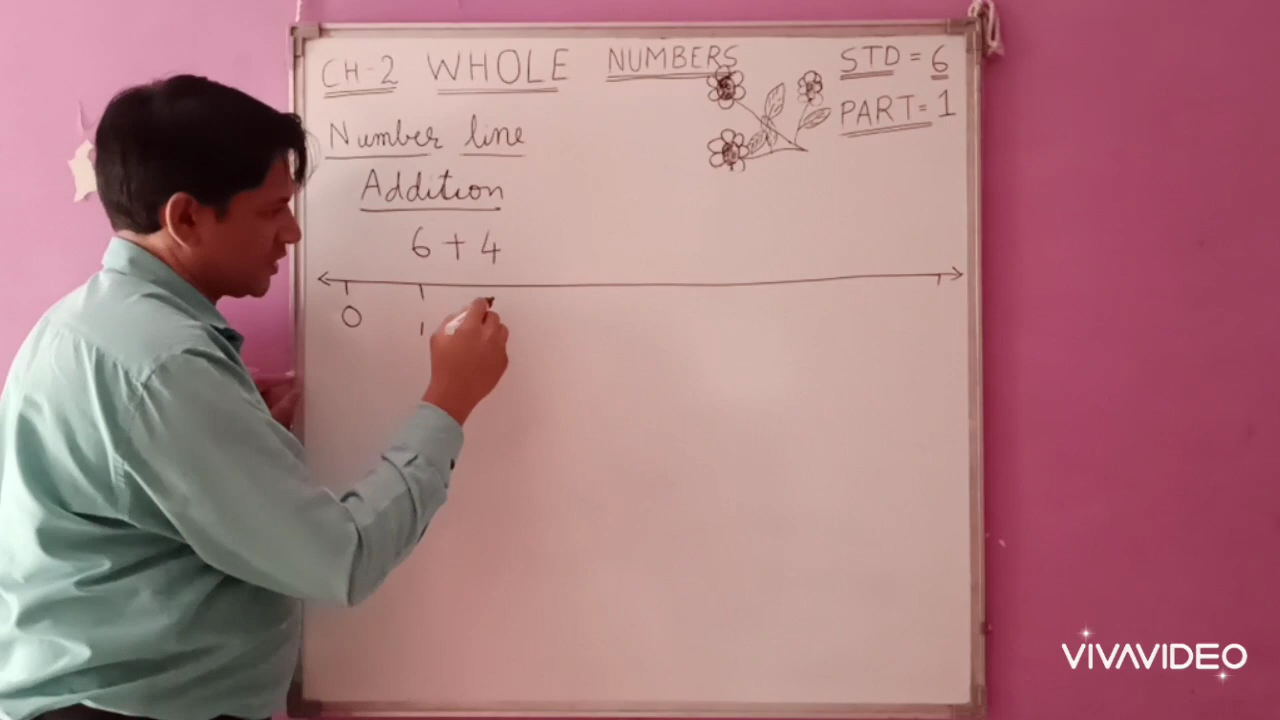 CH-2 WHOLE NUMBERS
STD = 6
PART = 1
Number line
Addition
6 + 4
0 1
VIVAVIDEO